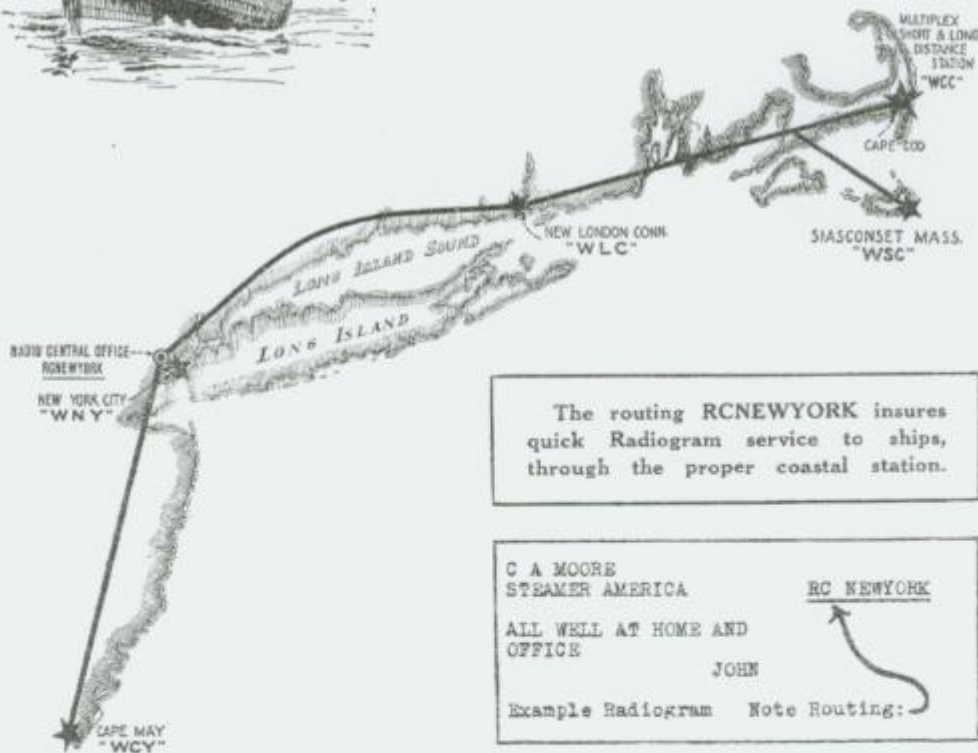 MULTIPLEX
SHORT & LONG
DISTANCE
STATION
"WCC"
CAPE COD
SIASCONSET MASS.
"WSC"
NEW LONDON CONN.
"WLC"
LONG ISLAND SOUND
LONG ISLAND
RADIO CENTRAL OFFICE
RCNEWYORK
NEW YORK CITY
"WNY"
The routing RCNEWYORK insures
quick Radiogram service to ships,
through the proper coastal station.
C A MOORE
STEAMER AMERICA RC NEWYORK
ALL WELL AT HOME AND
OFFICE
JOHN
Example Radiogram Note Routing:
CAPE MAY
"WCY"